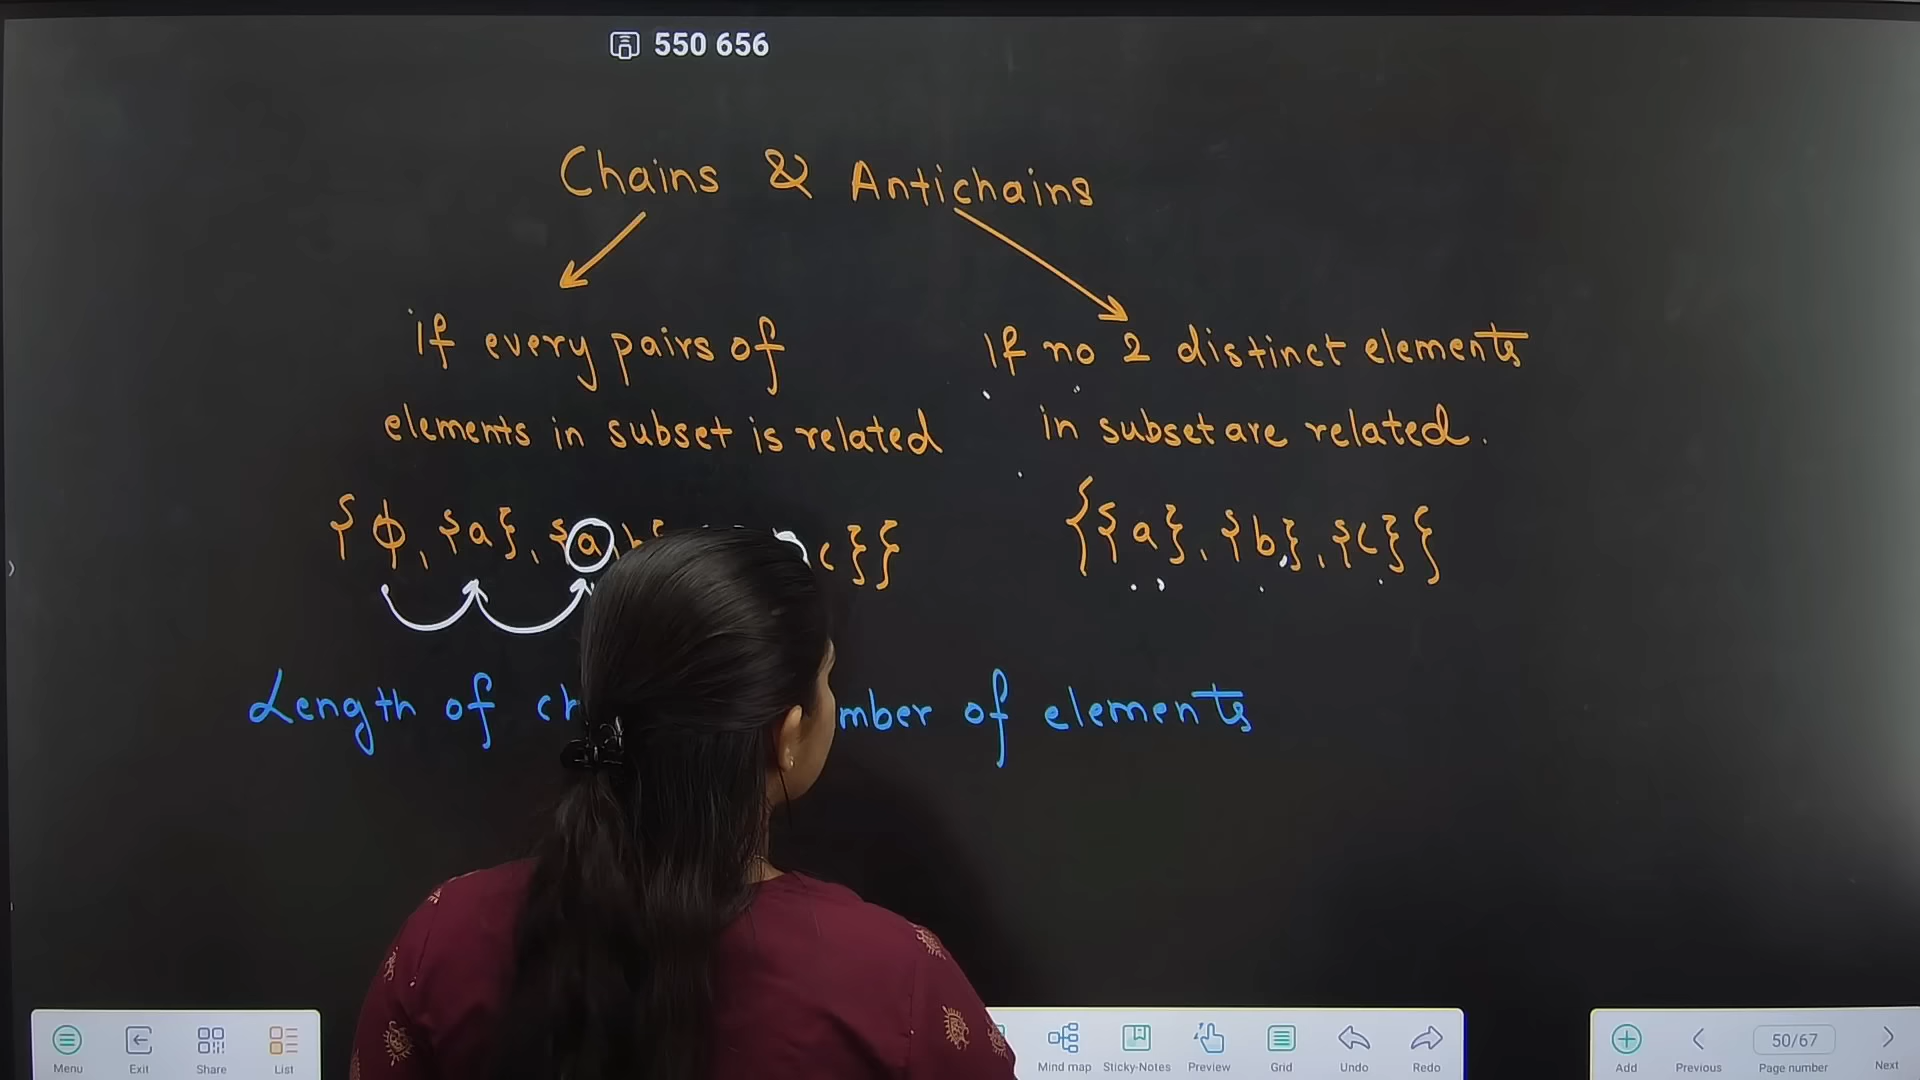 550 656
Chains & Antichains
if every pairs of
If no 2 distinct elements
elements in subset is related
in subset are related.
{ϕ, {a}, {a, c}}
{{a}, {b}, {c}}
Length of number of elements
Menu Exit Share List
Mind map Sticky-Notes Preview Grid Undo Redo
Add Previous 50/67 Page number Next